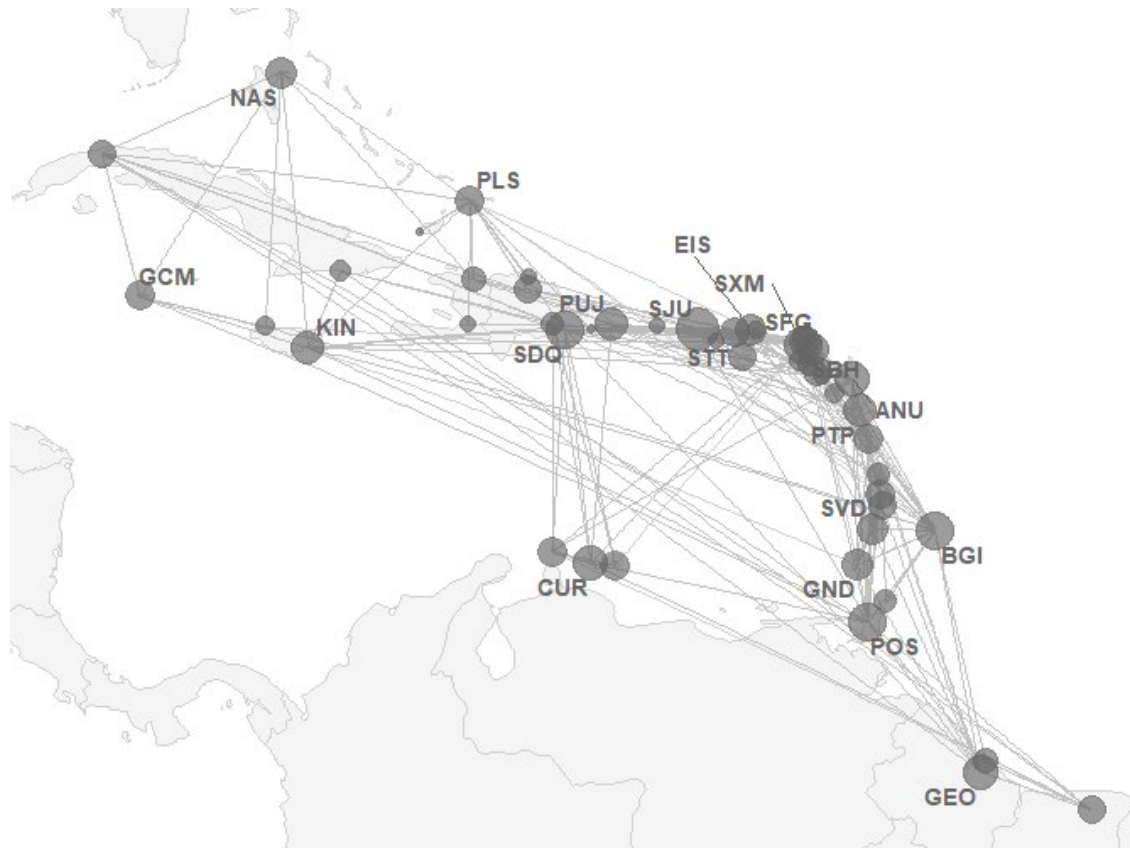 NAS
PLS
EIS
SXM
GCM
PUJ
SJU
SFG
KIN
SDQ
STT
SBH
ANU
PTP
SVD
BGI
CUR
GND
POS
GEO